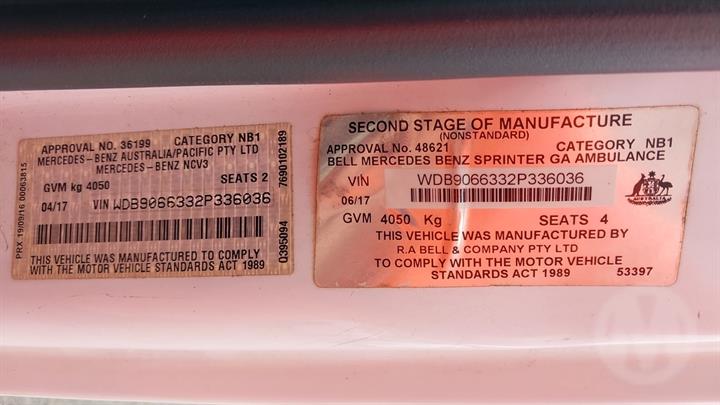 APPROVAL NO. 36199 CATEGORY NB1
MERCEDES-BENZ AUSTRALIA/PACIFIC PTY LTD
MERCEDES-BENZ NCV3
GVM kg 4050 SEATS 2
04/17 VIN WDB9066332P336036
THIS VEHICLE WAS MANUFACTURED TO
COMPLY WITH THE MOTOR VEHICLE
STANDARDS ACT 1989
PRX 19/09/16 00063815
0395094 76900102189
SECOND STAGE OF MANUFACTURE
(NONSTANDARD)
APPROVAL No. 48621 CATEGORY NB1
BELL MERCEDES BENZ SPRINTER GA AMBULANCE
VIN WDB9066332P336036
06/17
GVM 4050 Kg SEATS 4
THIS VEHICLE WAS MANUFACTURED BY
R.A BELL & COMPANY PTY LTD
TO COMPLY WITH THE MOTOR VEHICLE
STANDARDS ACT 1989 53397
AUSTRALIA